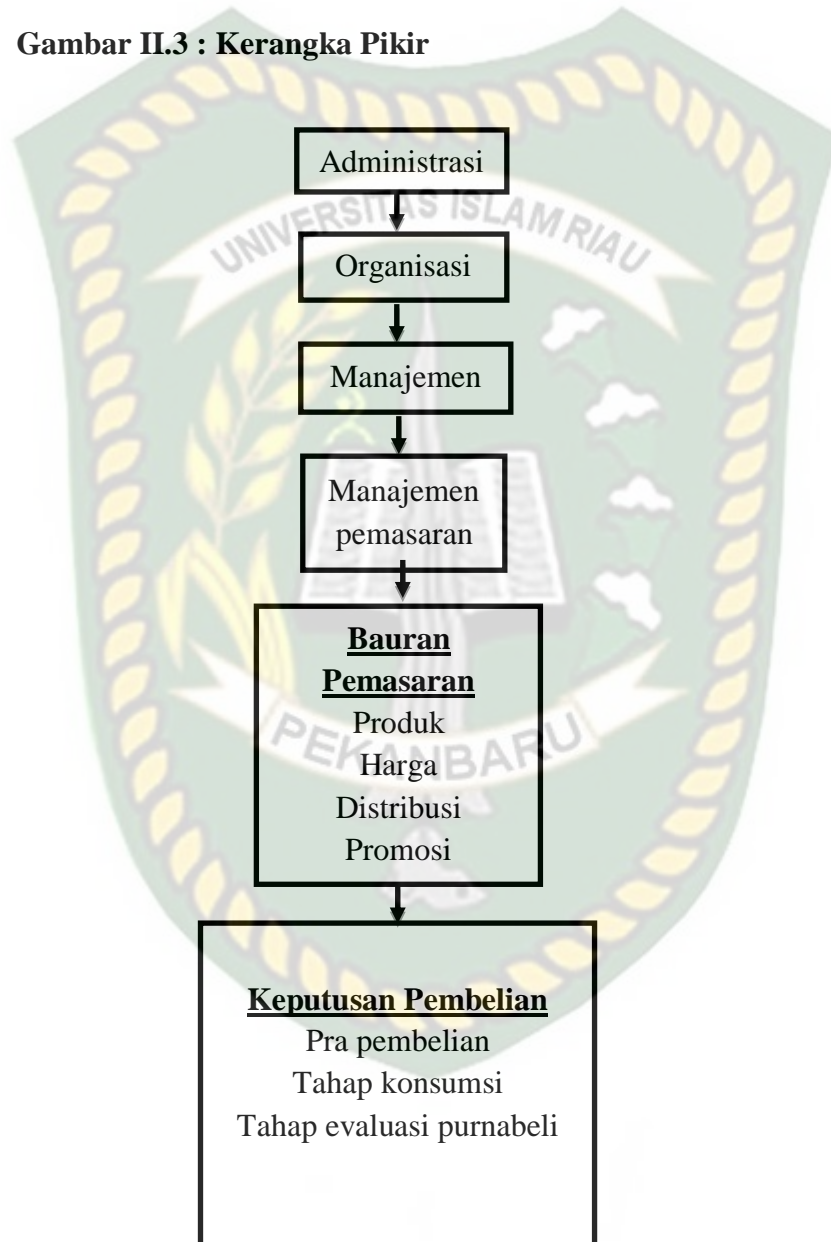 Gambar II.3 : Kerangka Pikir
Administrasi
UNIVERSITAS ISLAM RIAU
Organisasi
Manajemen
Manajemen
pemasaran
Bauran
Pemasaran
Produk
PEKANBARU
Harga
Distribusi
Promosi
Keputusan Pembelian
Pra pembelian
Tahap konsumsi
Tahap evaluasi purnabeli